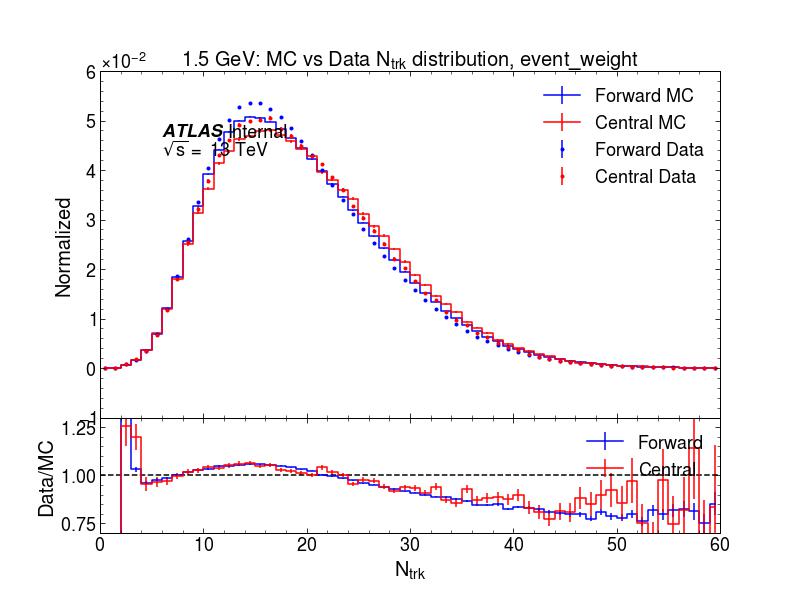 ×10⁻² 1.5 GeV: MC vs Data N_trk distribution, event_weight
6
5
4
3
2
1
0
−1
Normalized
ATLAS Internal
√s = 13 TeV
Forward MC
Central MC
Forward Data
Central Data
1.25
1.00
0.75
Data/MC
Forward
Central
0 10 20 30 40 50 60
N_trk